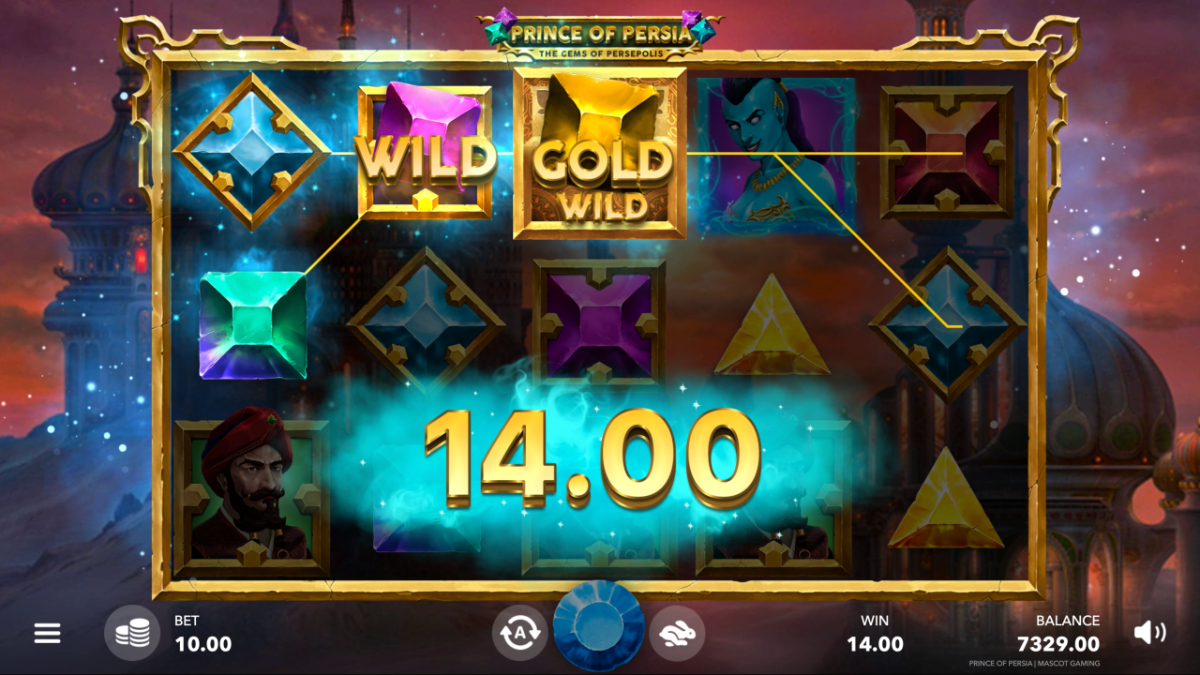 PRINCE OF PERSIA
THE GEMS OF PERSEPOLIS
WILD
GOLD
WILD
14.00
BET
10.00
A
WIN
14.00
BALANCE
7329.00
PRINCE OF PERSIA | MASCOT GAMING